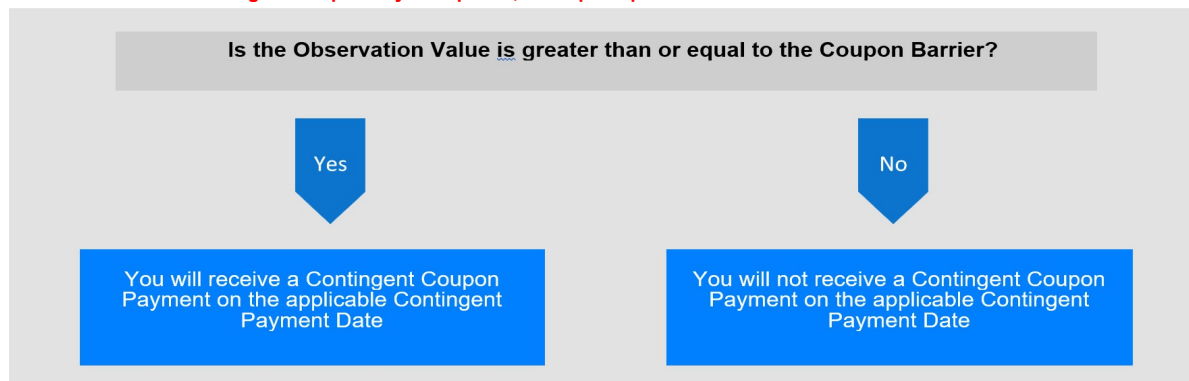 Is the Observation Value is greater than or equal to the Coupon Barrier?
Yes
No
You will receive a Contingent Coupon
Payment on the applicable Contingent
Payment Date
You will not receive a Contingent Coupon
Payment on the applicable Contingent
Payment Date